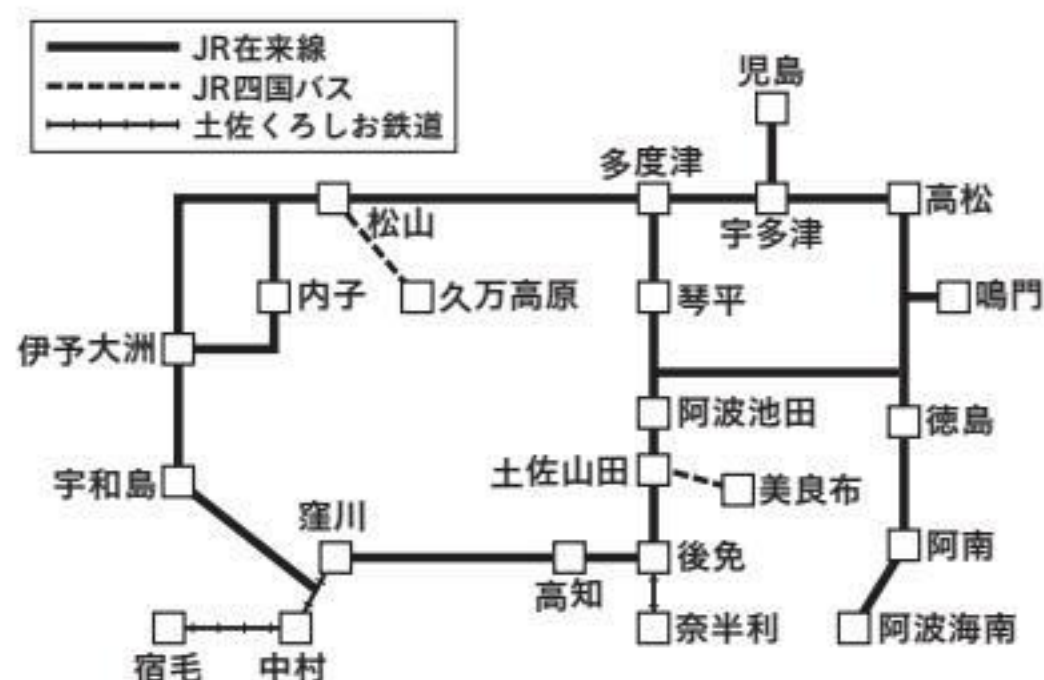 JR在来線
JR四国バス
土佐くろしお鉄道
児島
多度津
高松
松山
宇多津
内子
久万高原
琴平
鳴門
伊予大洲
阿波池田
徳島
土佐山田
美良布
宇和島
窪川
後免
阿南
高知
奈半利
阿波海南
宿毛
中村